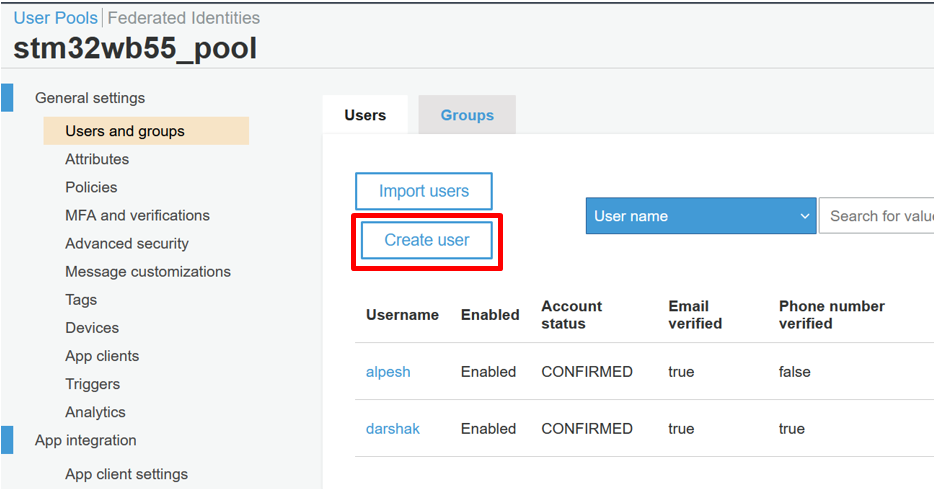 User Pools Federated Identities
stm32wb55_pool
General settings
Users and groups
Attributes
Policies
MFA and verifications
Advanced security
Message customizations
Tags
Devices
App clients
Triggers
Analytics
App integration
App client settings
Users Groups
Import users
Create user
User name
Search for
Username Enabled Account status Email verified Phone number verified
alpesh Enabled CONFIRMED true false
darshak Enabled CONFIRMED true true